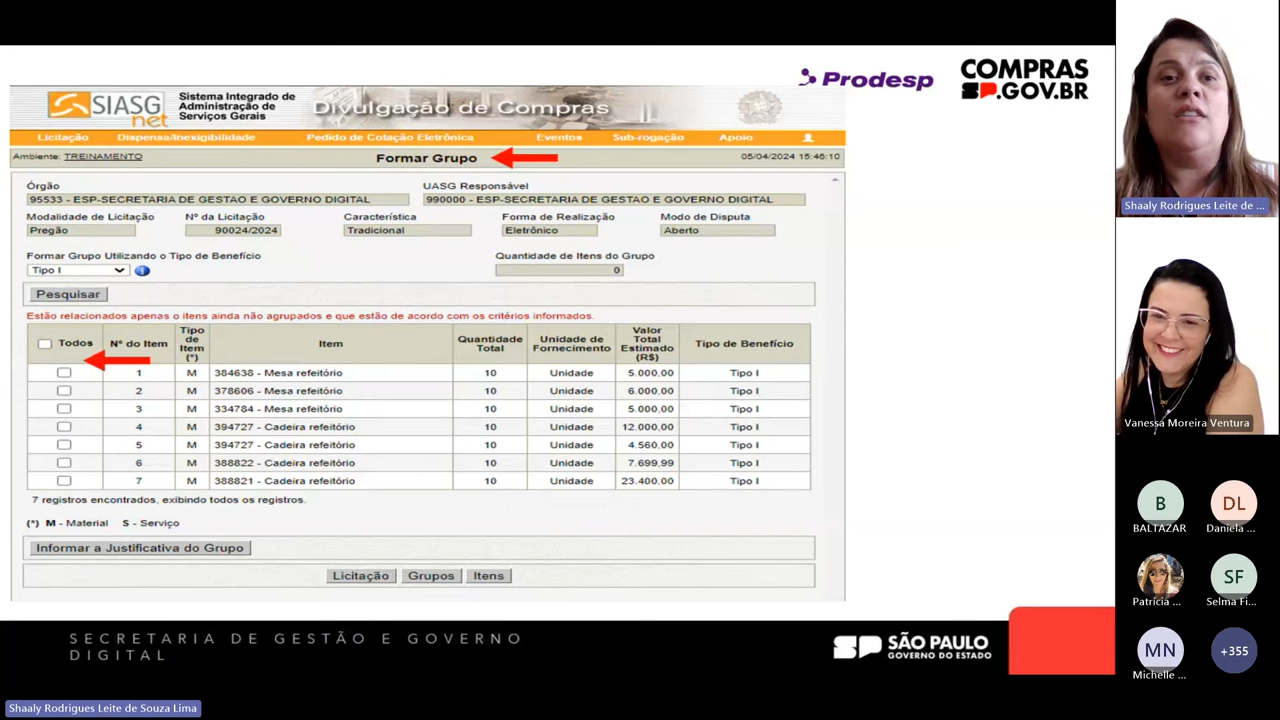 Prodesp
COMPRAS
SP.GOV.BR
SIASG
net
Sistema Integrado de
Administração de
Serviços Gerais
Divulgação de Compras
Licitação Dispensa/Inexigibilidade Pedido de Cotação Eletrônica Eventos Sub-rogação Apoio
Ambiente: TREINAMENTO
Formar Grupo
05/04/2024 15:46:10
Órgão UASG Responsável
95533 - ESP-SECRETARIA DE GESTAO E GOVERNO DIGITAL 990000 - ESP-SECRETARIA DE GESTAO E GOVERNO DIGITAL
Modalidade de Licitação Nº da Licitação Característica Forma de Realização Modo de Disputa
Pregão 90024/2024 Tradicional Eletrônico Aberto
Formar Grupo Utilizando o Tipo de Benefício Quantidade de Itens do Grupo
Tipo I 0
Pesquisar
Estão relacionados apenas o itens ainda não agrupados e que estão de acordo com os critérios informados.
Todos Nº do Item Tipo de Item (*) Item Quantidade Total Unidade de Fornecimento Valor Total Estimado (R$) Tipo de Benefício
1 M 384638 - Mesa refeitório 10 Unidade 5.000,00 Tipo I
2 M 378606 - Mesa refeitório 10 Unidade 6.000,00 Tipo I
3 M 334784 - Mesa refeitório 10 Unidade 5.000,00 Tipo I
4 M 394727 - Cadeira refeitório 10 Unidade 12.000,00 Tipo I
5 M 394727 - Cadeira refeitório 10 Unidade 4.560,00 Tipo I
6 M 388822 - Cadeira refeitório 10 Unidade 7.699,99 Tipo I
7 M 388821 - Cadeira refeitório 10 Unidade 23.400,00 Tipo I
7 registros encontrados, exibindo todos os registros.
(*) M - Material S - Serviço
Informar a Justificativa do Grupo
Licitação Grupos Itens
SECRETARIA DE GESTÃO E GOVERNO
DIGITAL
SP SÃO PAULO
GOVERNO DO ESTADO
Shaaly Rodrigues Leite de Souza Lima
Shaaly Rodrigues Leite de ...
Vanessa Moreira Ventura
B DL
BALTAZAR Daniela ...
SF
Patrícia ... Selma Fi...
MN +355
Michelle ...